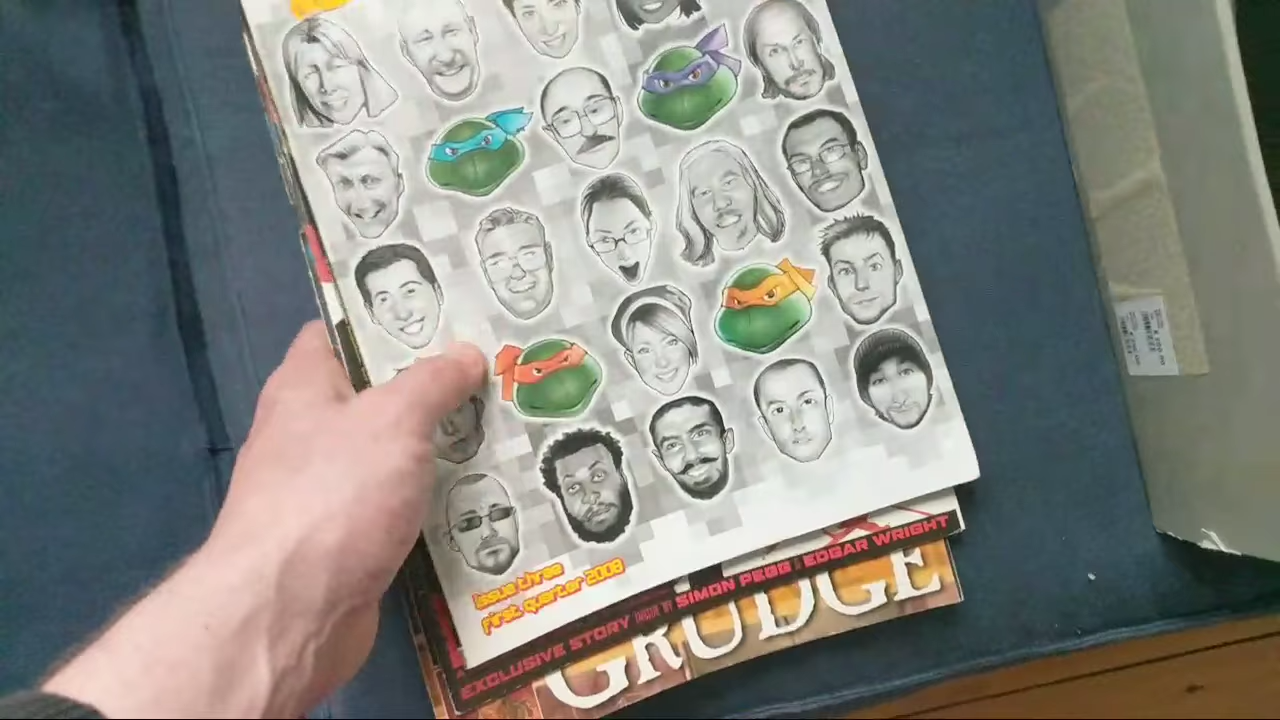 issue three
first quarter 2008
EXCLUSIVE STORY
SIMON PEGG
EDGAR WRIGHT
GRUDGE